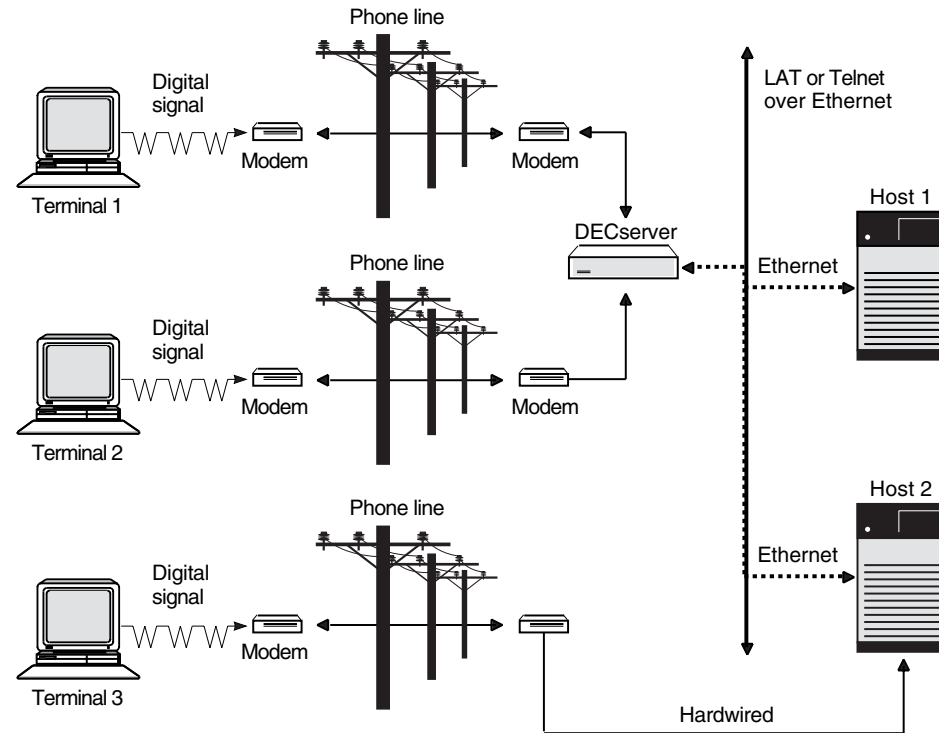 Phone line
Digital
signal
LAT or Telnet
over Ethernet
Modem
Modem
Terminal 1
Host 1
DECserver
Phone line
Ethernet
Digital
signal
Modem
Modem
Terminal 2
Host 2
Phone line
Ethernet
Digital
signal
Modem
Terminal 3
Hardwired